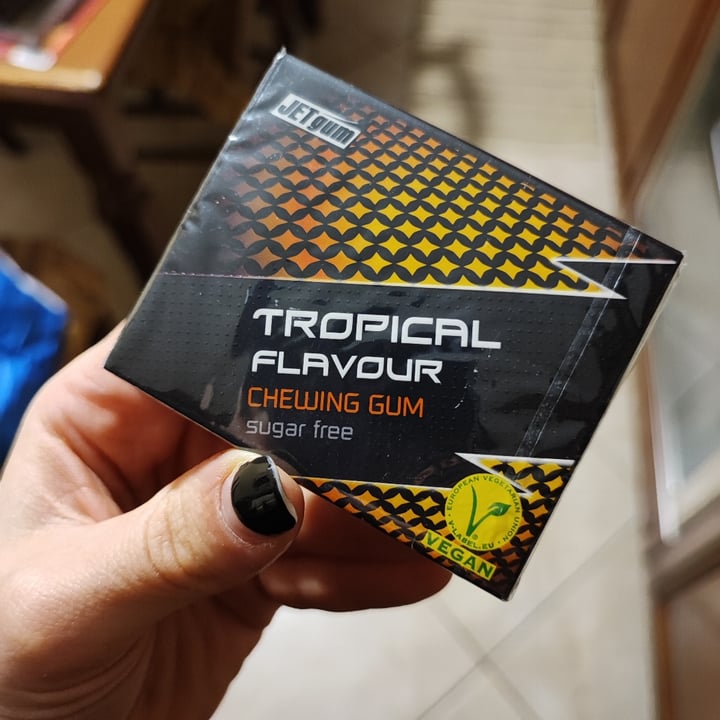 JETgum
TROPICAL
FLAVOUR
CHEWING GUM
sugar free
EUROPEAN VEGETARIAN UNION
V-LABEL.EU
VEGAN